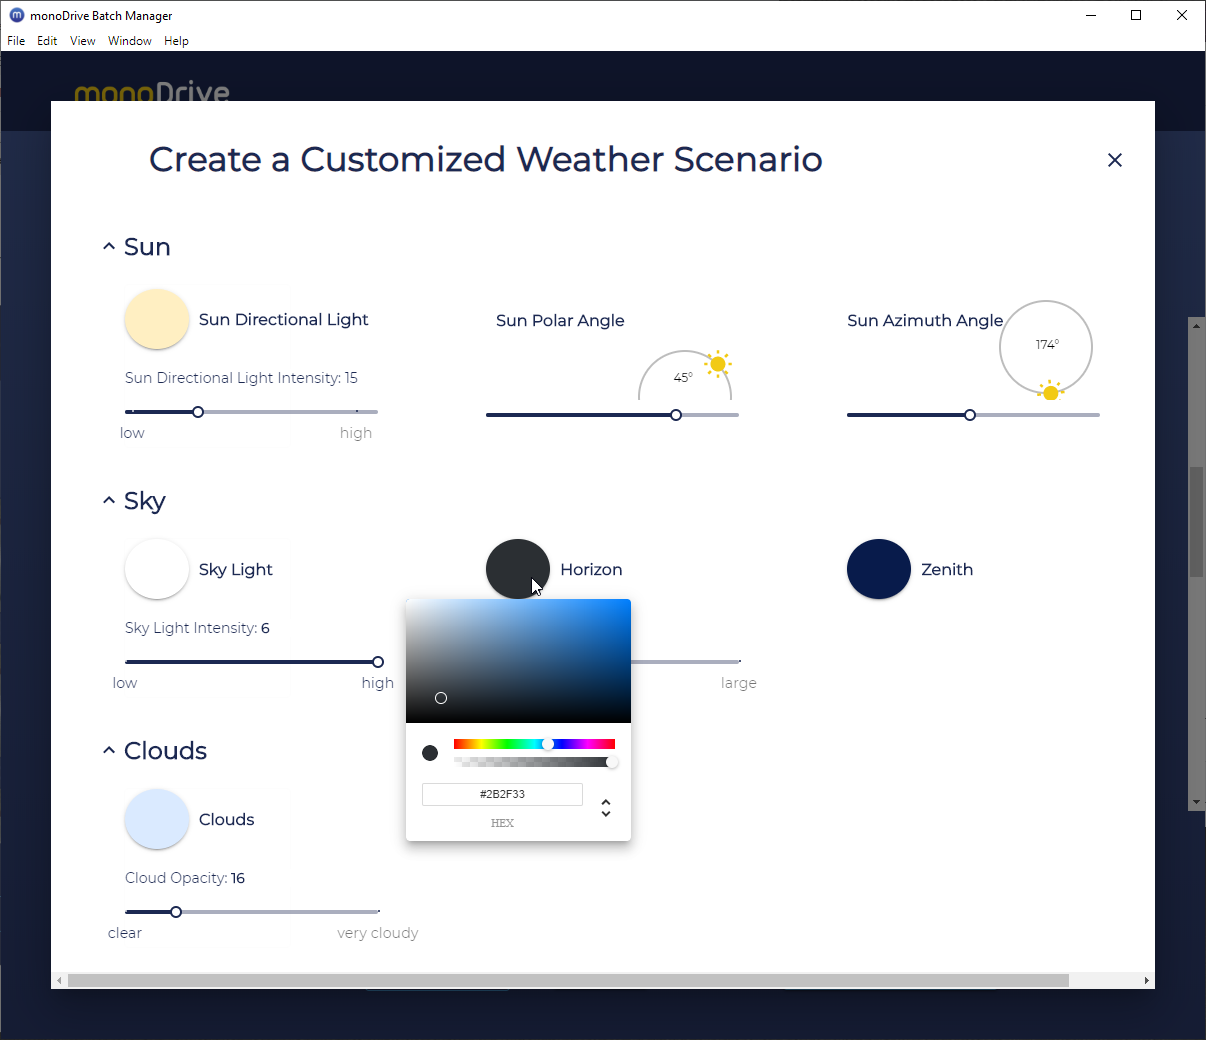 monoDrive Batch Manager
File Edit View Window Help
monoDrive
Create a Customized Weather Scenario
Sun
Sun Directional Light
Sun Polar Angle
Sun Azimuth Angle
174°
45°
Sun Directional Light Intensity: 15
low high
Sky
Sky Light
Horizon
Zenith
Sky Light Intensity: 6
low high
large
Clouds
#2B2F33
HEX
Clouds
Cloud Opacity: 16
clear very cloudy